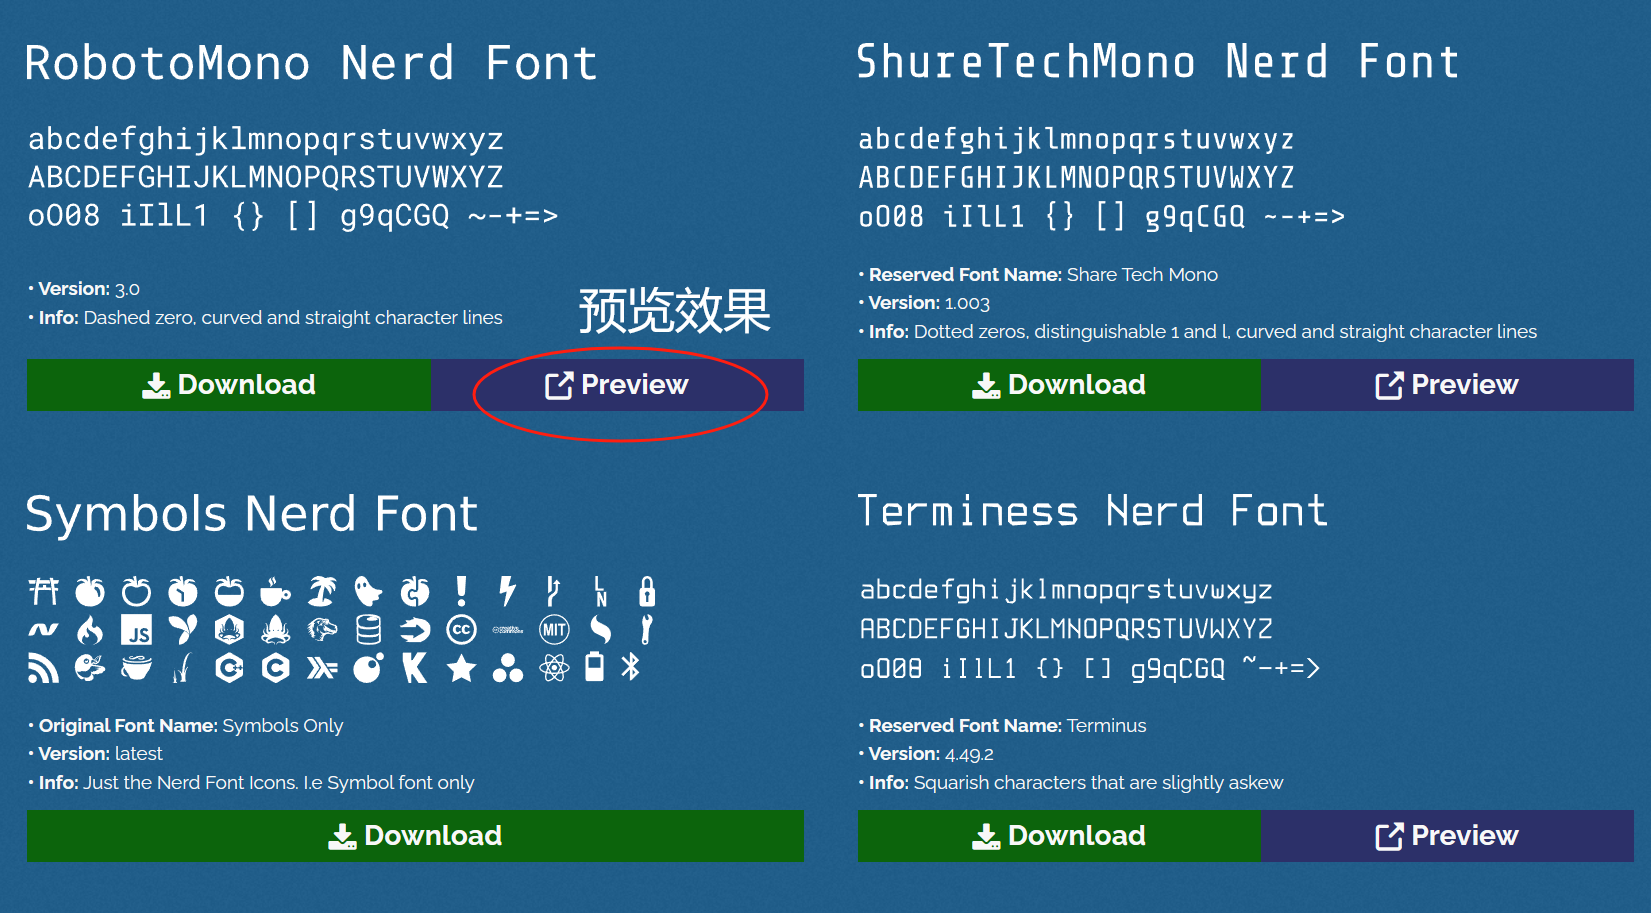 RobotoMono Nerd Font
abcdefghijklmnopqrstuvwxyz
ABCDEFGHIJKLMNOPQRSTUVWXYZ
oO08 iIlL1 {} [] g9qCGQ ~-+=>
• Version: 3.0
• Info: Dashed zero, curved and straight character lines
预览效果
Download
Preview
ShureTechMono Nerd Font
abcdefghijklmnopqrstuvwxyz
ABCDEFGHIJKLMNOPQRSTUVWXYZ
oO08 iIlL1 {} [] g9qCGQ ~-+=>
• Reserved Font Name: Share Tech Mono
• Version: 1.003
• Info: Dotted zeros, distinguishable 1 and l, curved and straight character lines
Download
Preview
Symbols Nerd Font
L
N
JS
CC
creative commons
MIT
C++
C
• Original Font Name: Symbols Only
• Version: latest
• Info: Just the Nerd Font Icons. I.e Symbol font only
Download
Terminess Nerd Font
abcdefghijklmnopqrstuvwxyz
ABCDEFGHIJKLMNOPQRSTUVWXYZ
oO08 iIlL1 {} [] g9qCGQ ~-+=>
• Reserved Font Name: Terminus
• Version: 4.49.2
• Info: Squarish characters that are slightly askew
Download
Preview